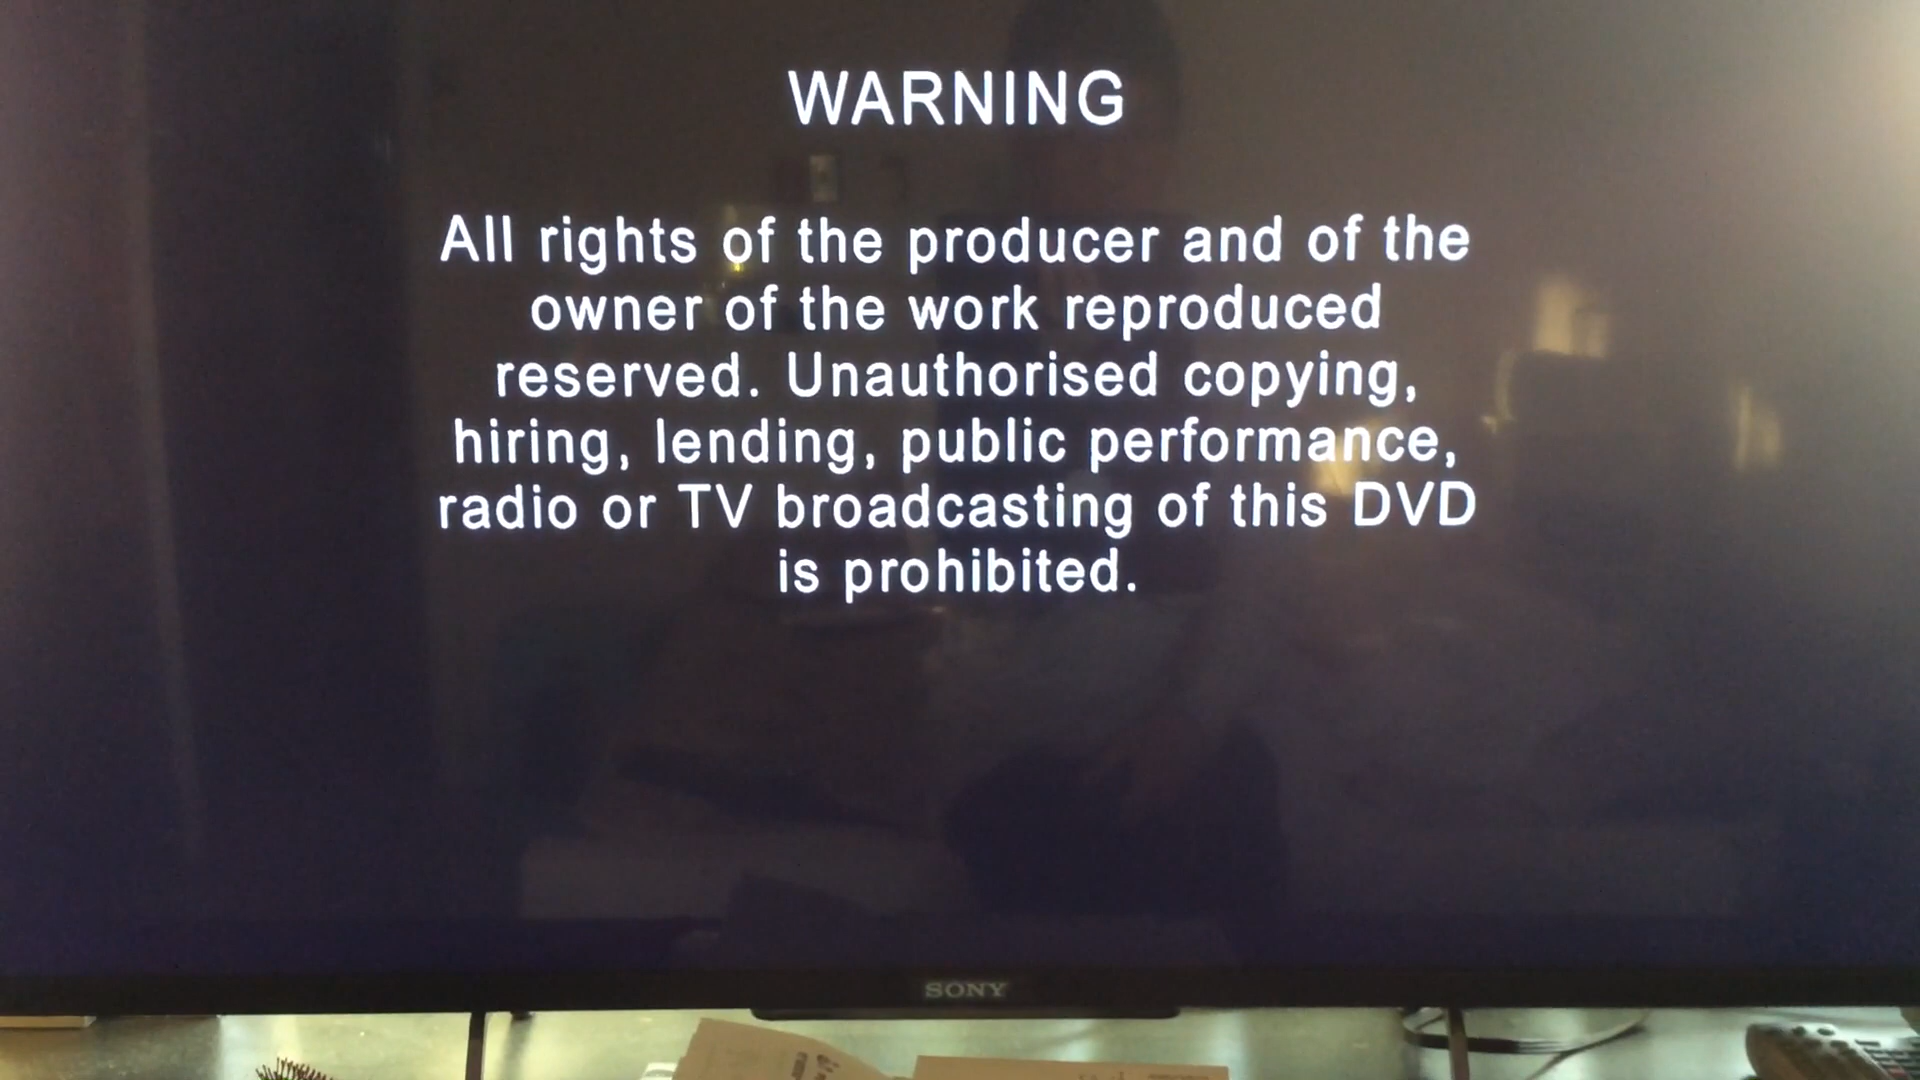 WARNING
All rights of the producer and of the
owner of the work reproduced
reserved. Unauthorised copying,
hiring, lending, public performance,
radio or TV broadcasting of this DVD
is prohibited.
SONY